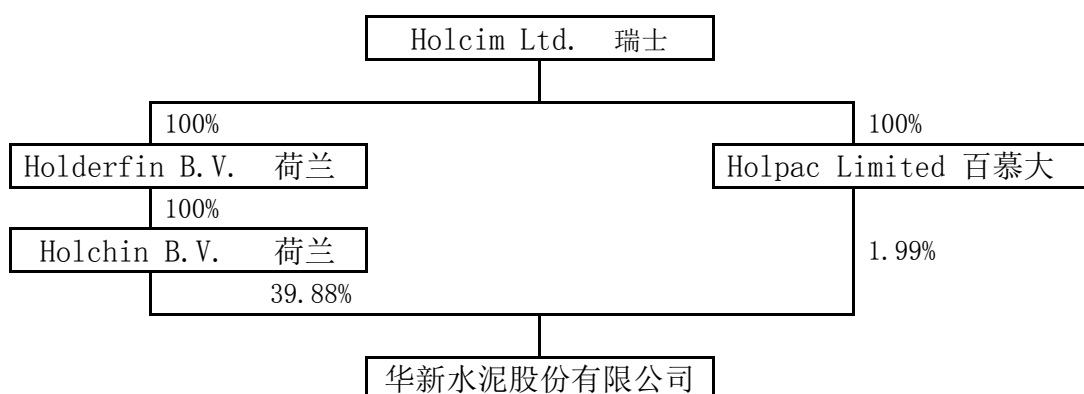 Holcim Ltd. 瑞士
100%
100%
Holderfin B.V. 荷兰
Holpac Limited 百慕大
100%
Holchin B.V. 荷兰
1.99%
39.88%
华新水泥股份有限公司